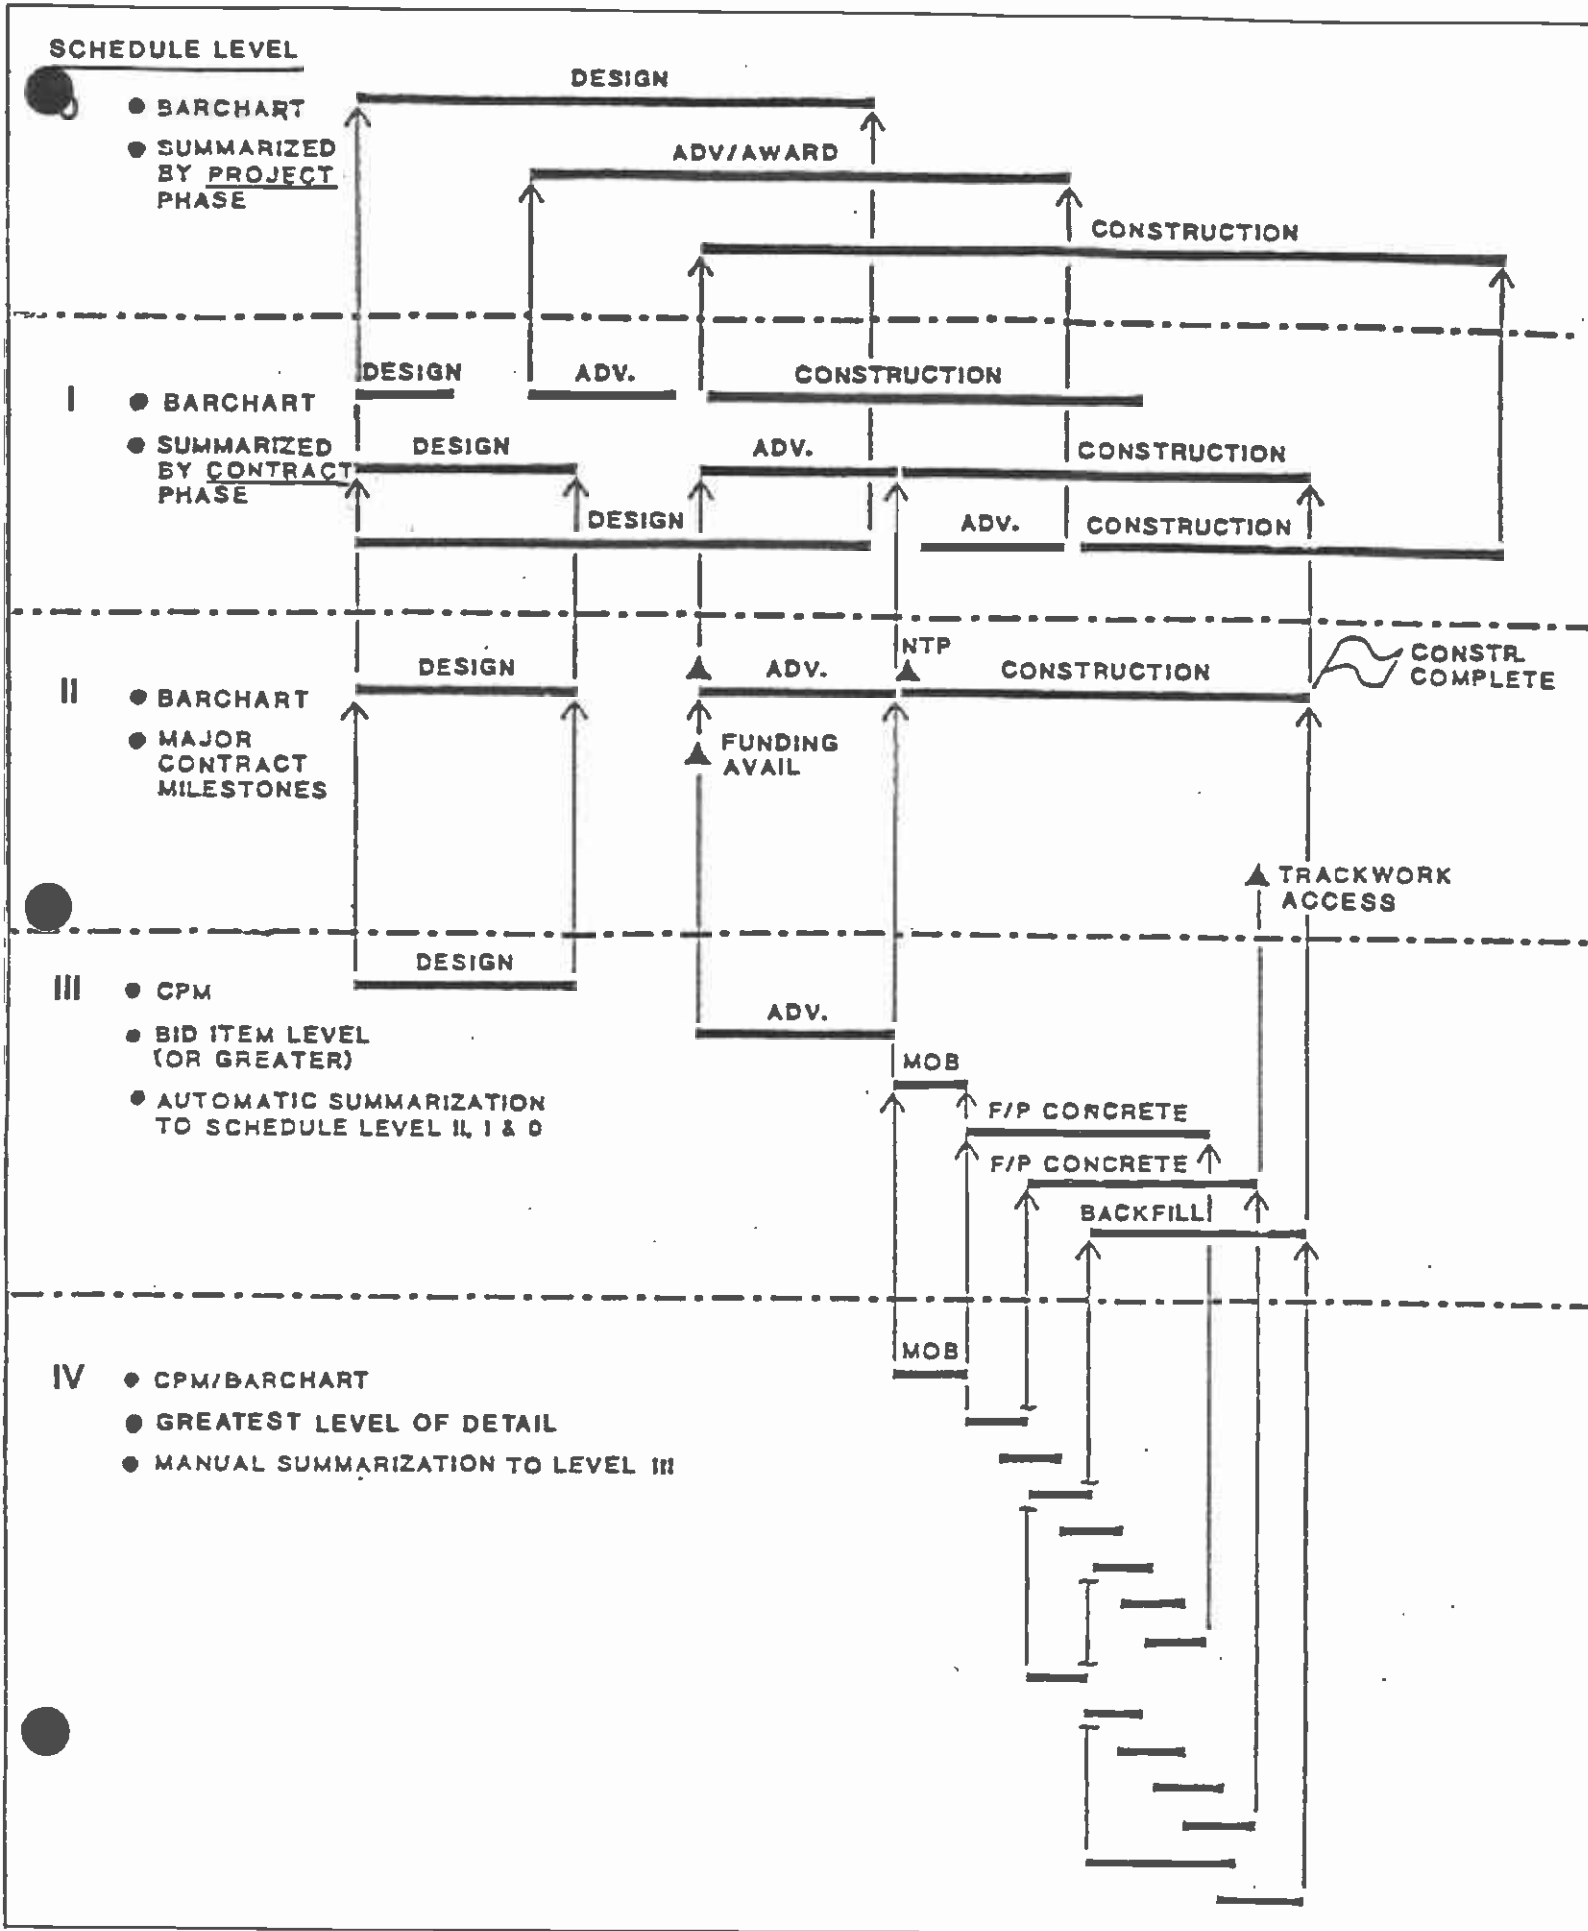 SCHEDULE LEVEL
DESIGN
0
● BARCHART
● SUMMARIZED
BY PROJECT
PHASE
ADV/AWARD
CONSTRUCTION
DESIGN
ADV.
CONSTRUCTION
I
● BARCHART
● SUMMARIZED
BY CONTRACT
PHASE
DESIGN
ADV.
CONSTRUCTION
DESIGN
ADV.
CONSTRUCTION
II
● BARCHART
● MAJOR
CONTRACT
MILESTONES
DESIGN
ADV.
NTP
CONSTRUCTION
CONSTR.
COMPLETE
FUNDING
AVAIL
TRACKWORK
ACCESS
III
● CPM
● BID ITEM LEVEL
(OR GREATER)
● AUTOMATIC SUMMARIZATION
TO SCHEDULE LEVEL II, I & 0
DESIGN
ADV.
MOB
F/P CONCRETE
F/P CONCRETE
BACKFILL
IV
● CPM/BARCHART
● GREATEST LEVEL OF DETAIL
● MANUAL SUMMARIZATION TO LEVEL III
MOB